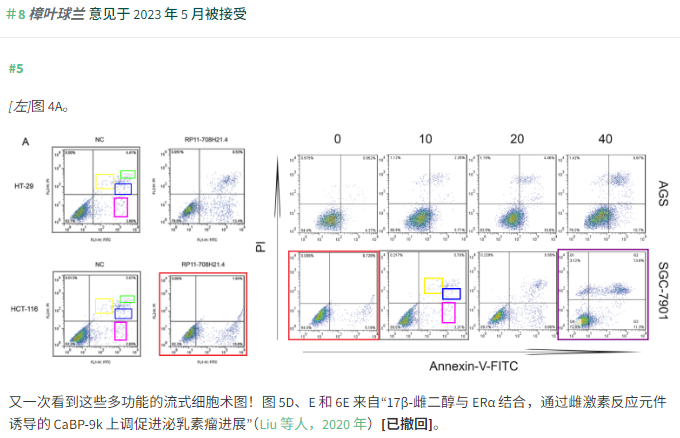 #8 樟叶球兰 意见于 2023 年 5 月被接受
#5
[左]图 4A。
A
NC
RP11-708H21.4
0
10
20
40
HT-29
AGS
PI
NC
RP11-708H21.4
HCT-116
SGC-7901
Annexin-V-FITC
又一次看到这些多功能的流式细胞术图！图 5D、E 和 6E 来自“17β-雌二醇与 ERα 结合，通过雌激素反应元件
诱导的 CaBP-9k 上调促进泌乳素瘤进展”（Liu 等人，2020 年）[已撤回]。